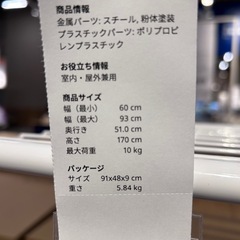 商品情報
金属パーツ: スチール, 粉体塗装
プラスチックパーツ: ポリプロピ
レンプラスチック
お役立ち情報
室内・屋外兼用
商品サイズ
幅（最小） 60 cm
幅（最大） 93 cm
奥行き 51.0 cm
高さ 170 cm
最大荷重 10 kg
パッケージ
サイズ 91x48x9 cm
重さ 5.84 kg